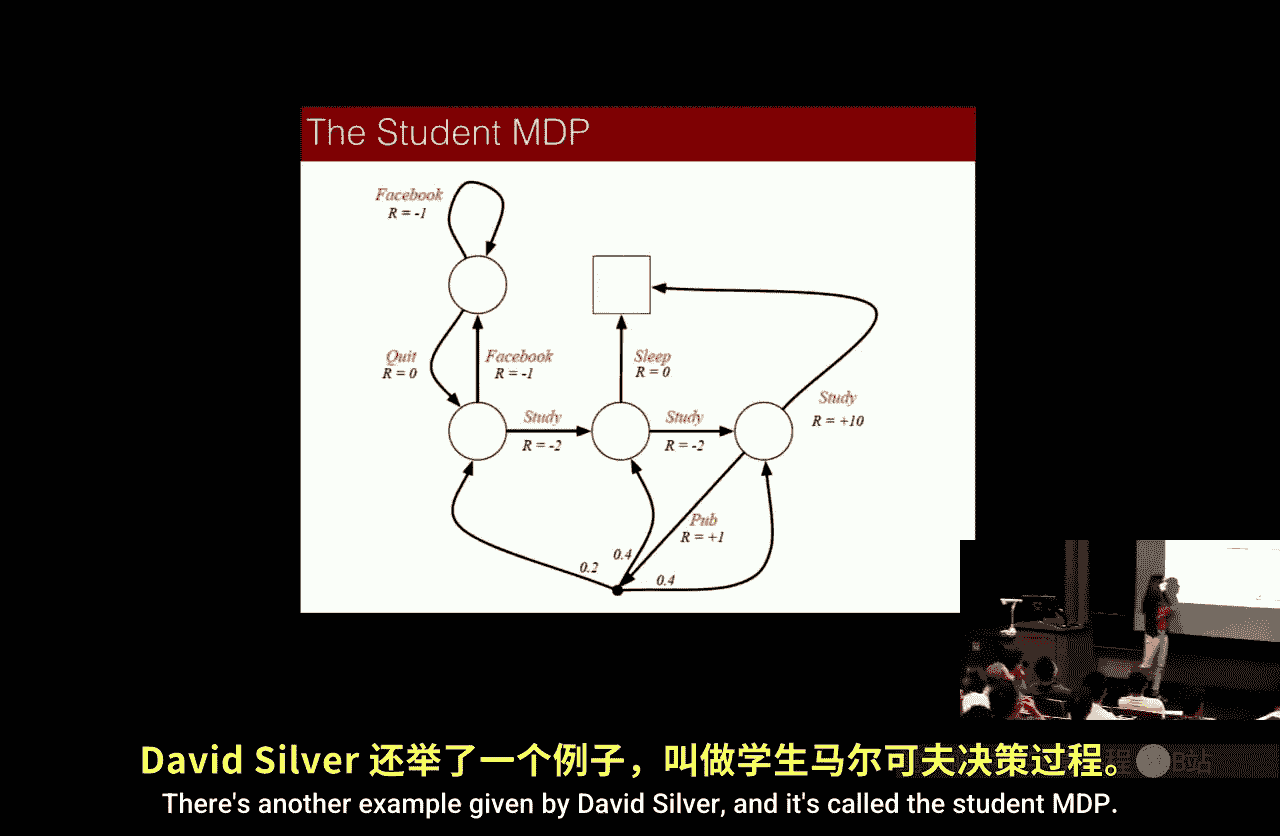 The Student MDP
Facebook
R = -1
Quit
R = 0
Facebook
R = -1
Sleep
R = 0
Study
R = -2
Study
R = -2
Study
R = +10
Pub
R = +1
0.4
0.2
0.4
David Silver 还举了一个例子，叫做学生马尔可夫决策过程。
There's another example given by David Silver, and it's called the student MDP.